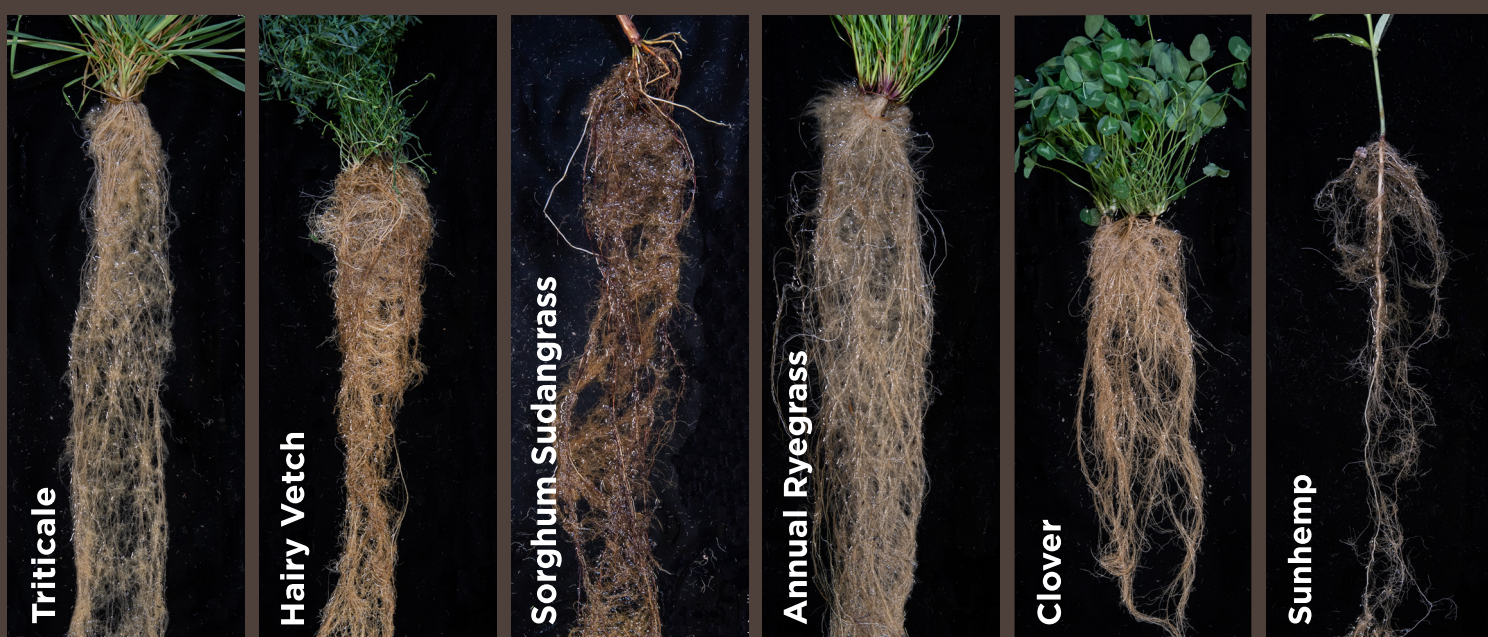 Triticale
Hairy Vetch
Sorghum Sudangrass
Annual Ryegrass
Clover
Sunhemp